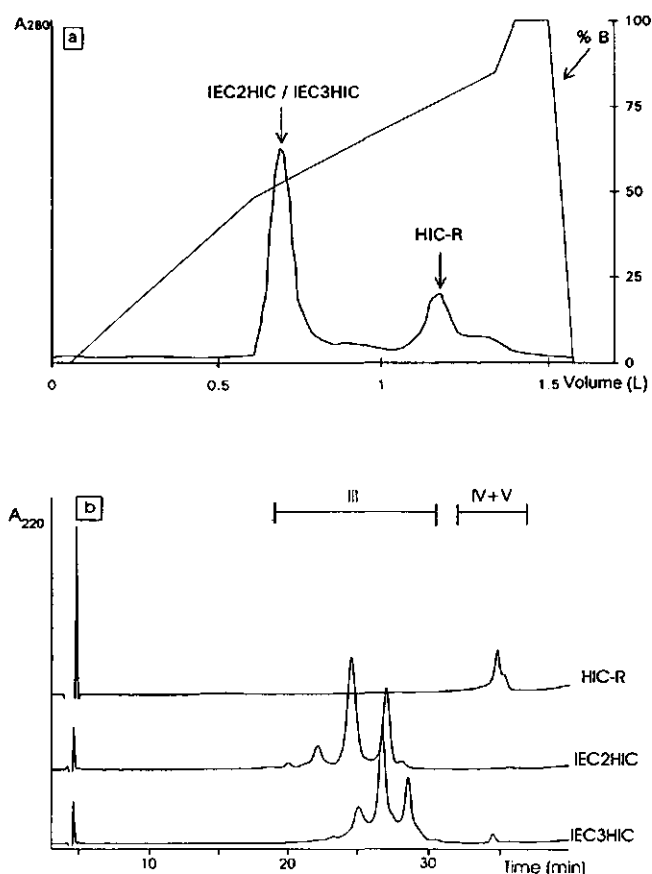 A280
a
100
% B
IEC2HIC / IEC3HIC
75
50
HIC-R
25
0
0
0.5
1
1.5
Volume (L)
A220
b
III
IV+V
HIC-R
IEC2HIC
IEC3HIC
10
20
30
Time (min)